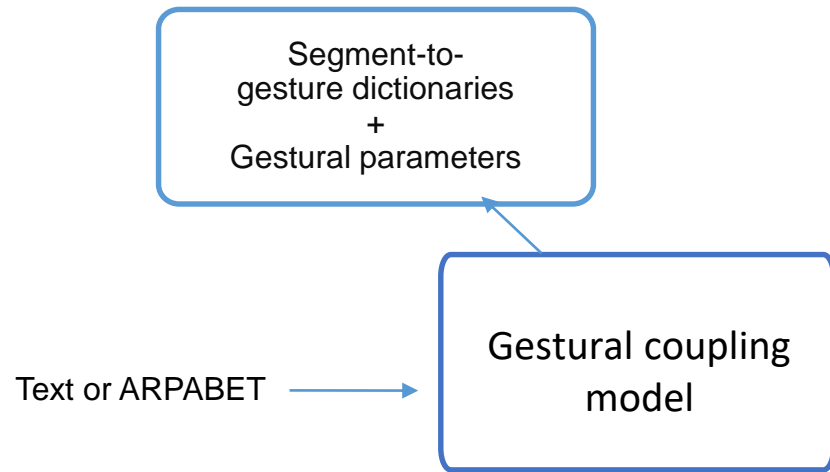 Segment-to-
gesture dictionaries
+
Gestural parameters
Text or ARPABET
Gestural coupling
model